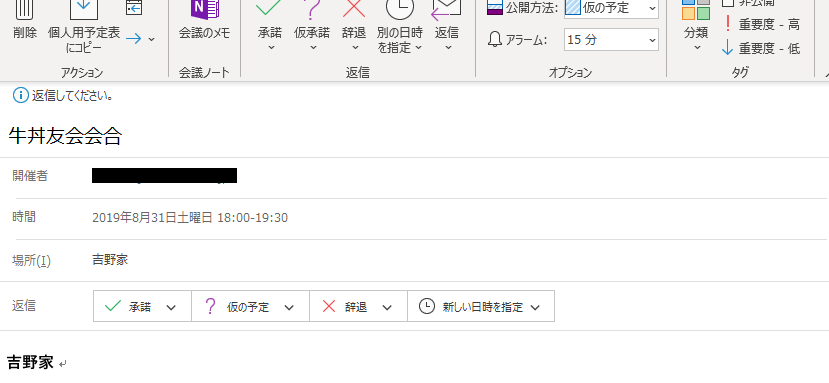 削除 個人用予定表 にコピー 会議のメモ 承諾 仮承諾 辞退 別の日時 を指定 返信 公開方法: 仮の予定 アラーム: 15 分 分類 非公開
重要度 - 高
重要度 - 低
アクション 会議ノート 返信 オプション タグ
返信してください。
牛丼友会会合
開催者
時間 2019年8月31日土曜日 18:00-19:30
場所(I) 吉野家
返信 承諾 仮の予定 辞退 新しい日時を指定
吉野家